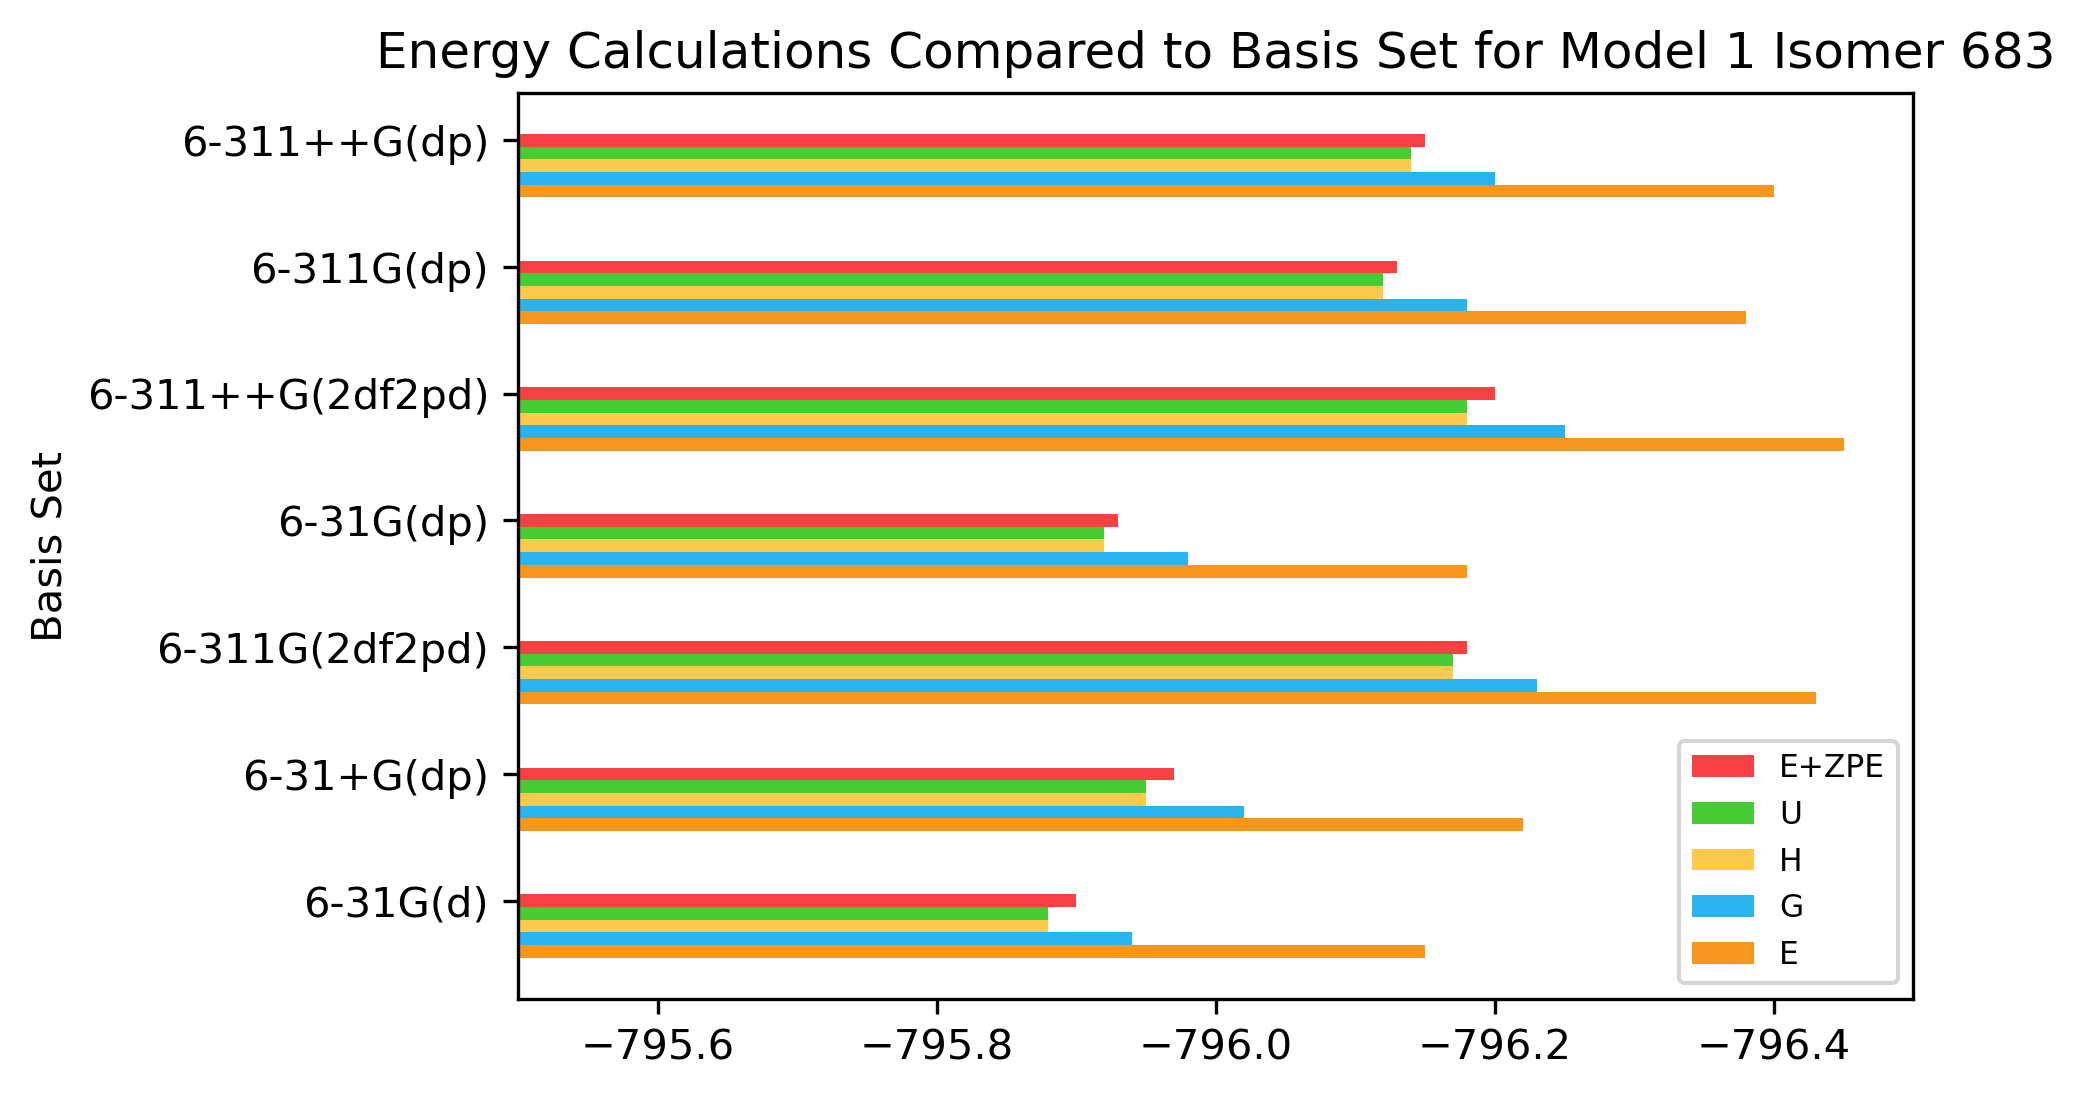 Energy Calculations Compared to Basis Set for Model 1 Isomer 683
6-311++G(dp)
6-311G(dp)
6-311++G(2df2pd)
6-31G(dp)
6-311G(2df2pd)
6-31+G(dp)
6-31G(d)
Basis Set
E+ZPE
U
H
G
E
−795.6 −795.8 −796.0 −796.2 −796.4